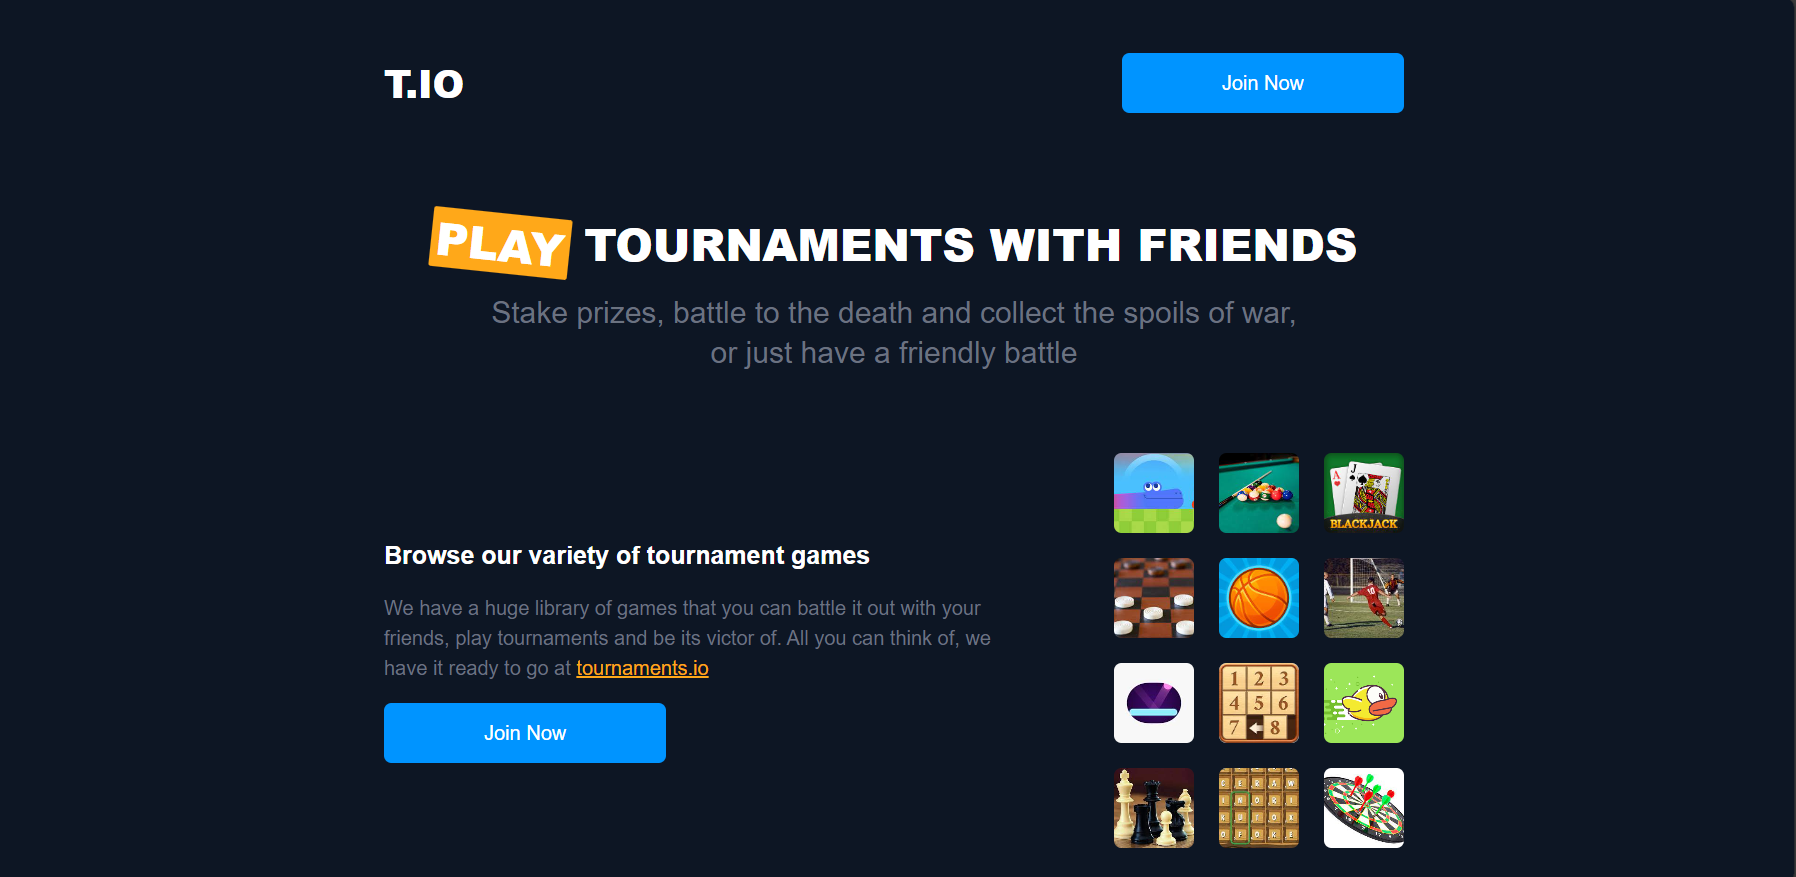 T.IO
Join Now
PLAY TOURNAMENTS WITH FRIENDS
Stake prizes, battle to the death and collect the spoils of war,
or just have a friendly battle
Browse our variety of tournament games
We have a huge library of games that you can battle it out with your
friends, play tournaments and be its victor of. All you can think of, we
have it ready to go at tournaments.io
Join Now
A J
BLACKJACK
1 2 3
4 5 6
7 8